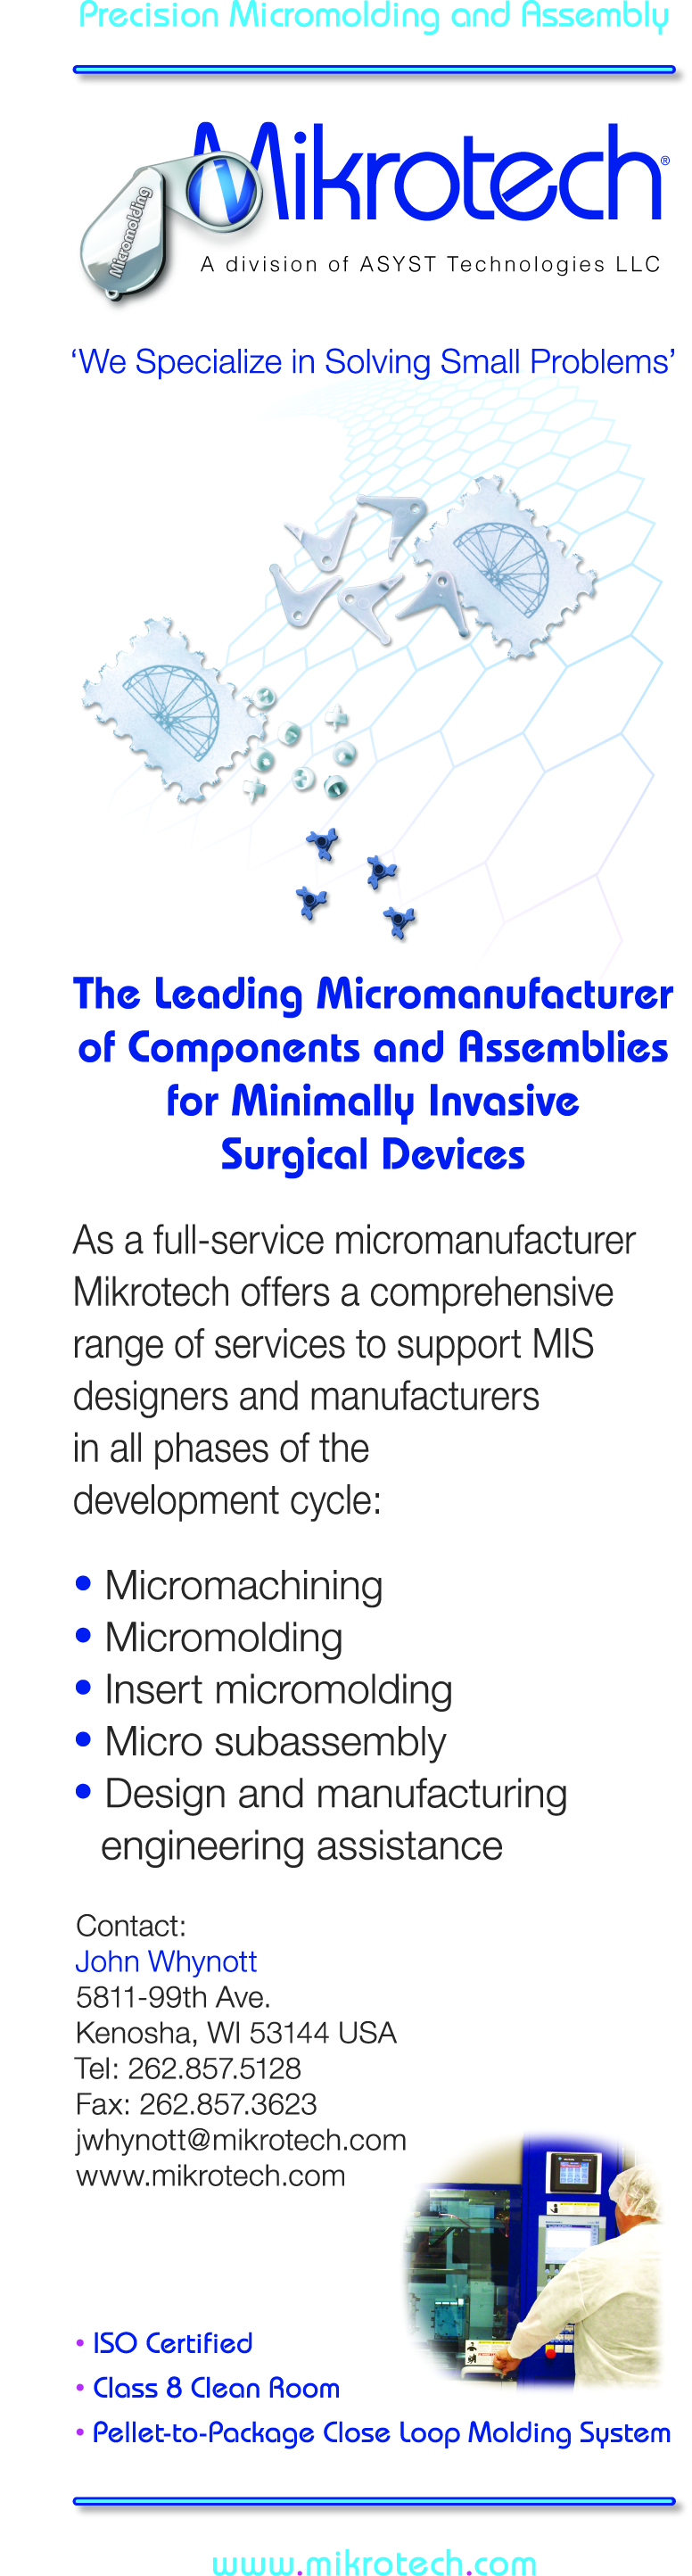 Precision Micromolding and Assembly
Mikrotech®
Micromolding
A division of ASYST Technologies LLC
‘We Specialize in Solving Small Problems’
The Leading Micromanufacturer
of Components and Assemblies
for Minimally Invasive
Surgical Devices
As a full-service micromanufacturer
Mikrotech offers a comprehensive
range of services to support MIS
designers and manufacturers
in all phases of the
development cycle:
• Micromachining
• Micromolding
• Insert micromolding
• Micro subassembly
• Design and manufacturing
engineering assistance
Contact:
John Whynott
5811-99th Ave.
Kenosha, WI 53144 USA
Tel: 262.857.5128
Fax: 262.857.3623
jwhynott@mikrotech.com
www.mikrotech.com
• ISO Certified
• Class 8 Clean Room
• Pellet-to-Package Close Loop Molding System
www.mikrotech.com